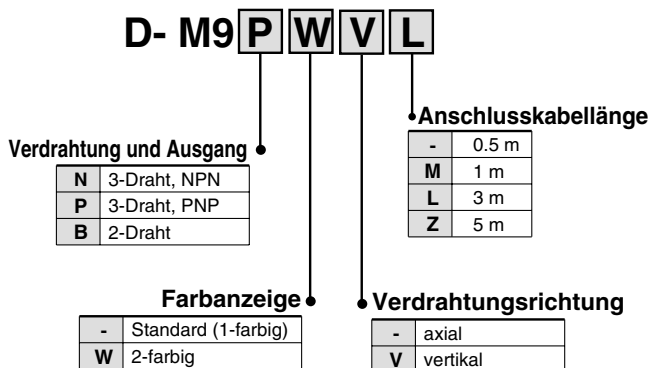 D- M9 P W V L
Anschlusskabellänge
- 0.5 m
M 1 m
L 3 m
Z 5 m
Verdrahtung und Ausgang
N 3-Draht, NPN
P 3-Draht, PNP
B 2-Draht
Farbanzeige
- Standard (1-farbig)
W 2-farbig
Verdrahtungsrichtung
- axial
V vertikal